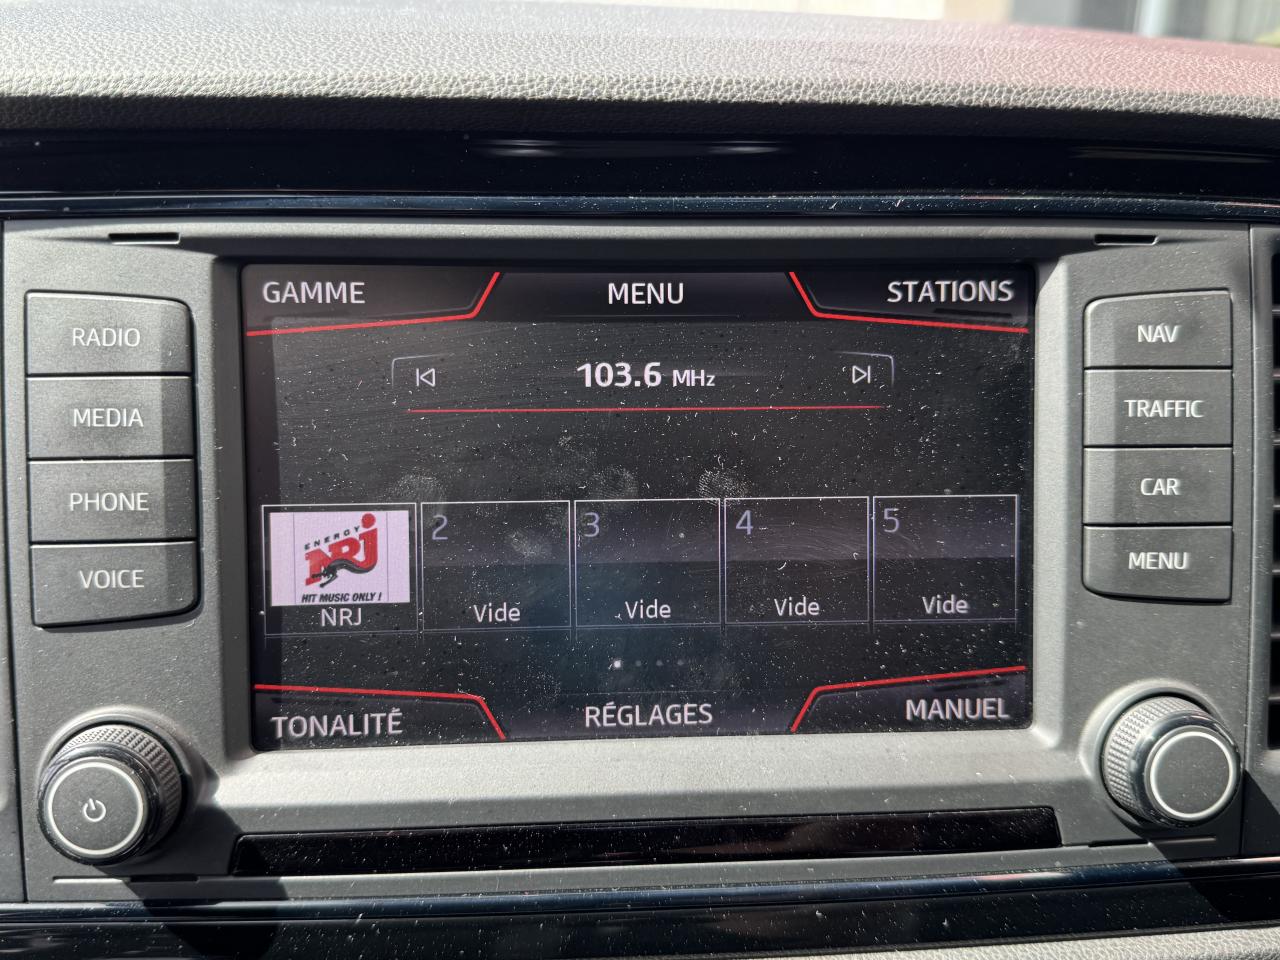 GAMME MENU STATIONS
RADIO
MEDIA
PHONE
VOICE
103.6 MHz
NAV
TRAFFIC
CAR
MENU
ENERGY
NRJ
HIT MUSIC ONLY !
NRJ
2 Vide
3 Vide
4 Vide
5 Vide
TONALITÉ RÉGLAGES MANUEL